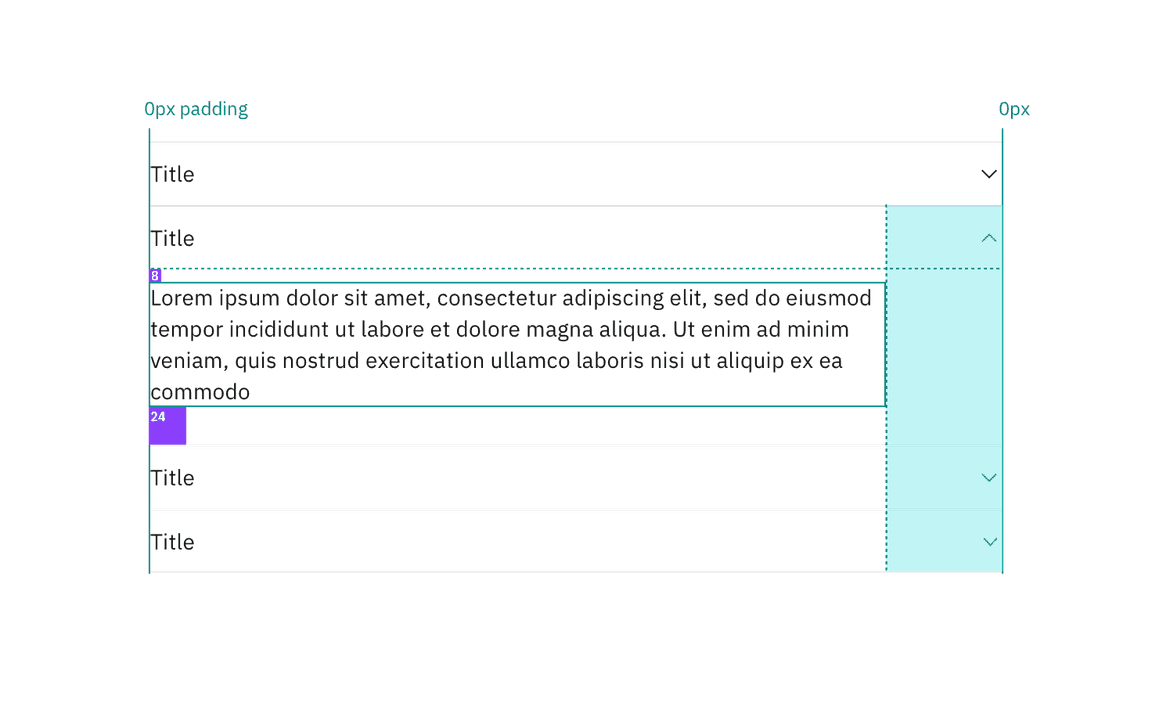 0px padding
0px
Title
Title
8
Lorem ipsum dolor sit amet, consectetur adipiscing elit, sed do eiusmod
tempor incididunt ut labore et dolore magna aliqua. Ut enim ad minim
veniam, quis nostrud exercitation ullamco laboris nisi ut aliquip ex ea
commodo
24
Title
Title